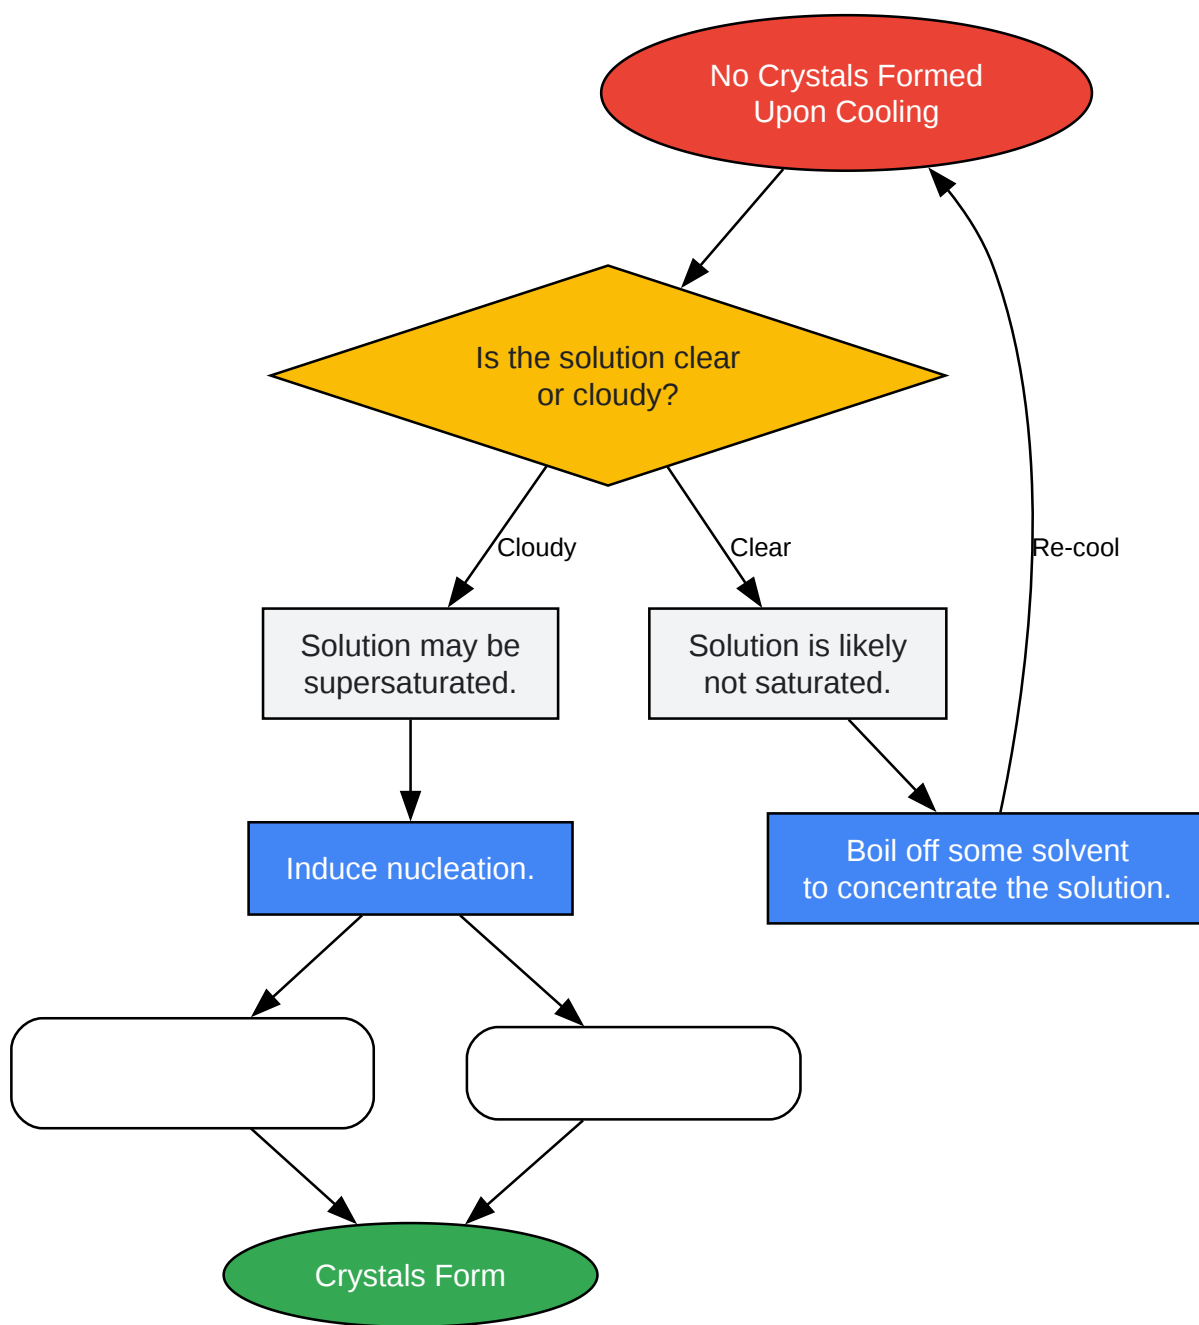 No Crystals Formed
Upon Cooling
Is the solution clear
or cloudy?
Cloudy
Clear
Re-cool
Solution may be
supersaturated.
Solution is likely
not saturated.
Induce nucleation.
Boil off some solvent
to concentrate the solution.
Crystals Form